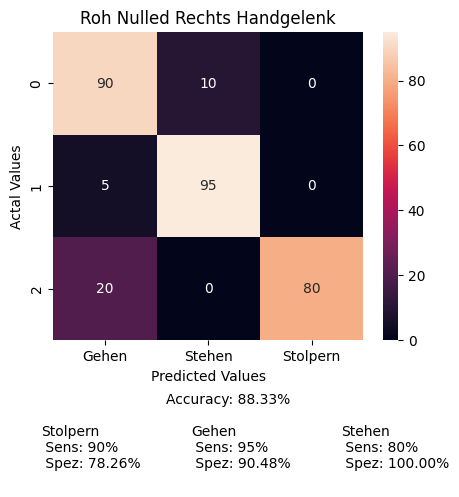 Roh Nulled Rechts Handgelenk
0 90 10 0
1 5 95 0
2 20 0 80
Actal Values
Gehen Stehen Stolpern
Predicted Values
80
60
40
20
0
Accuracy: 88.33%
Stolpern Gehen Stehen
Sens: 90% Sens: 95% Sens: 80%
Spez: 78.26% Spez: 90.48% Spez: 100.00%